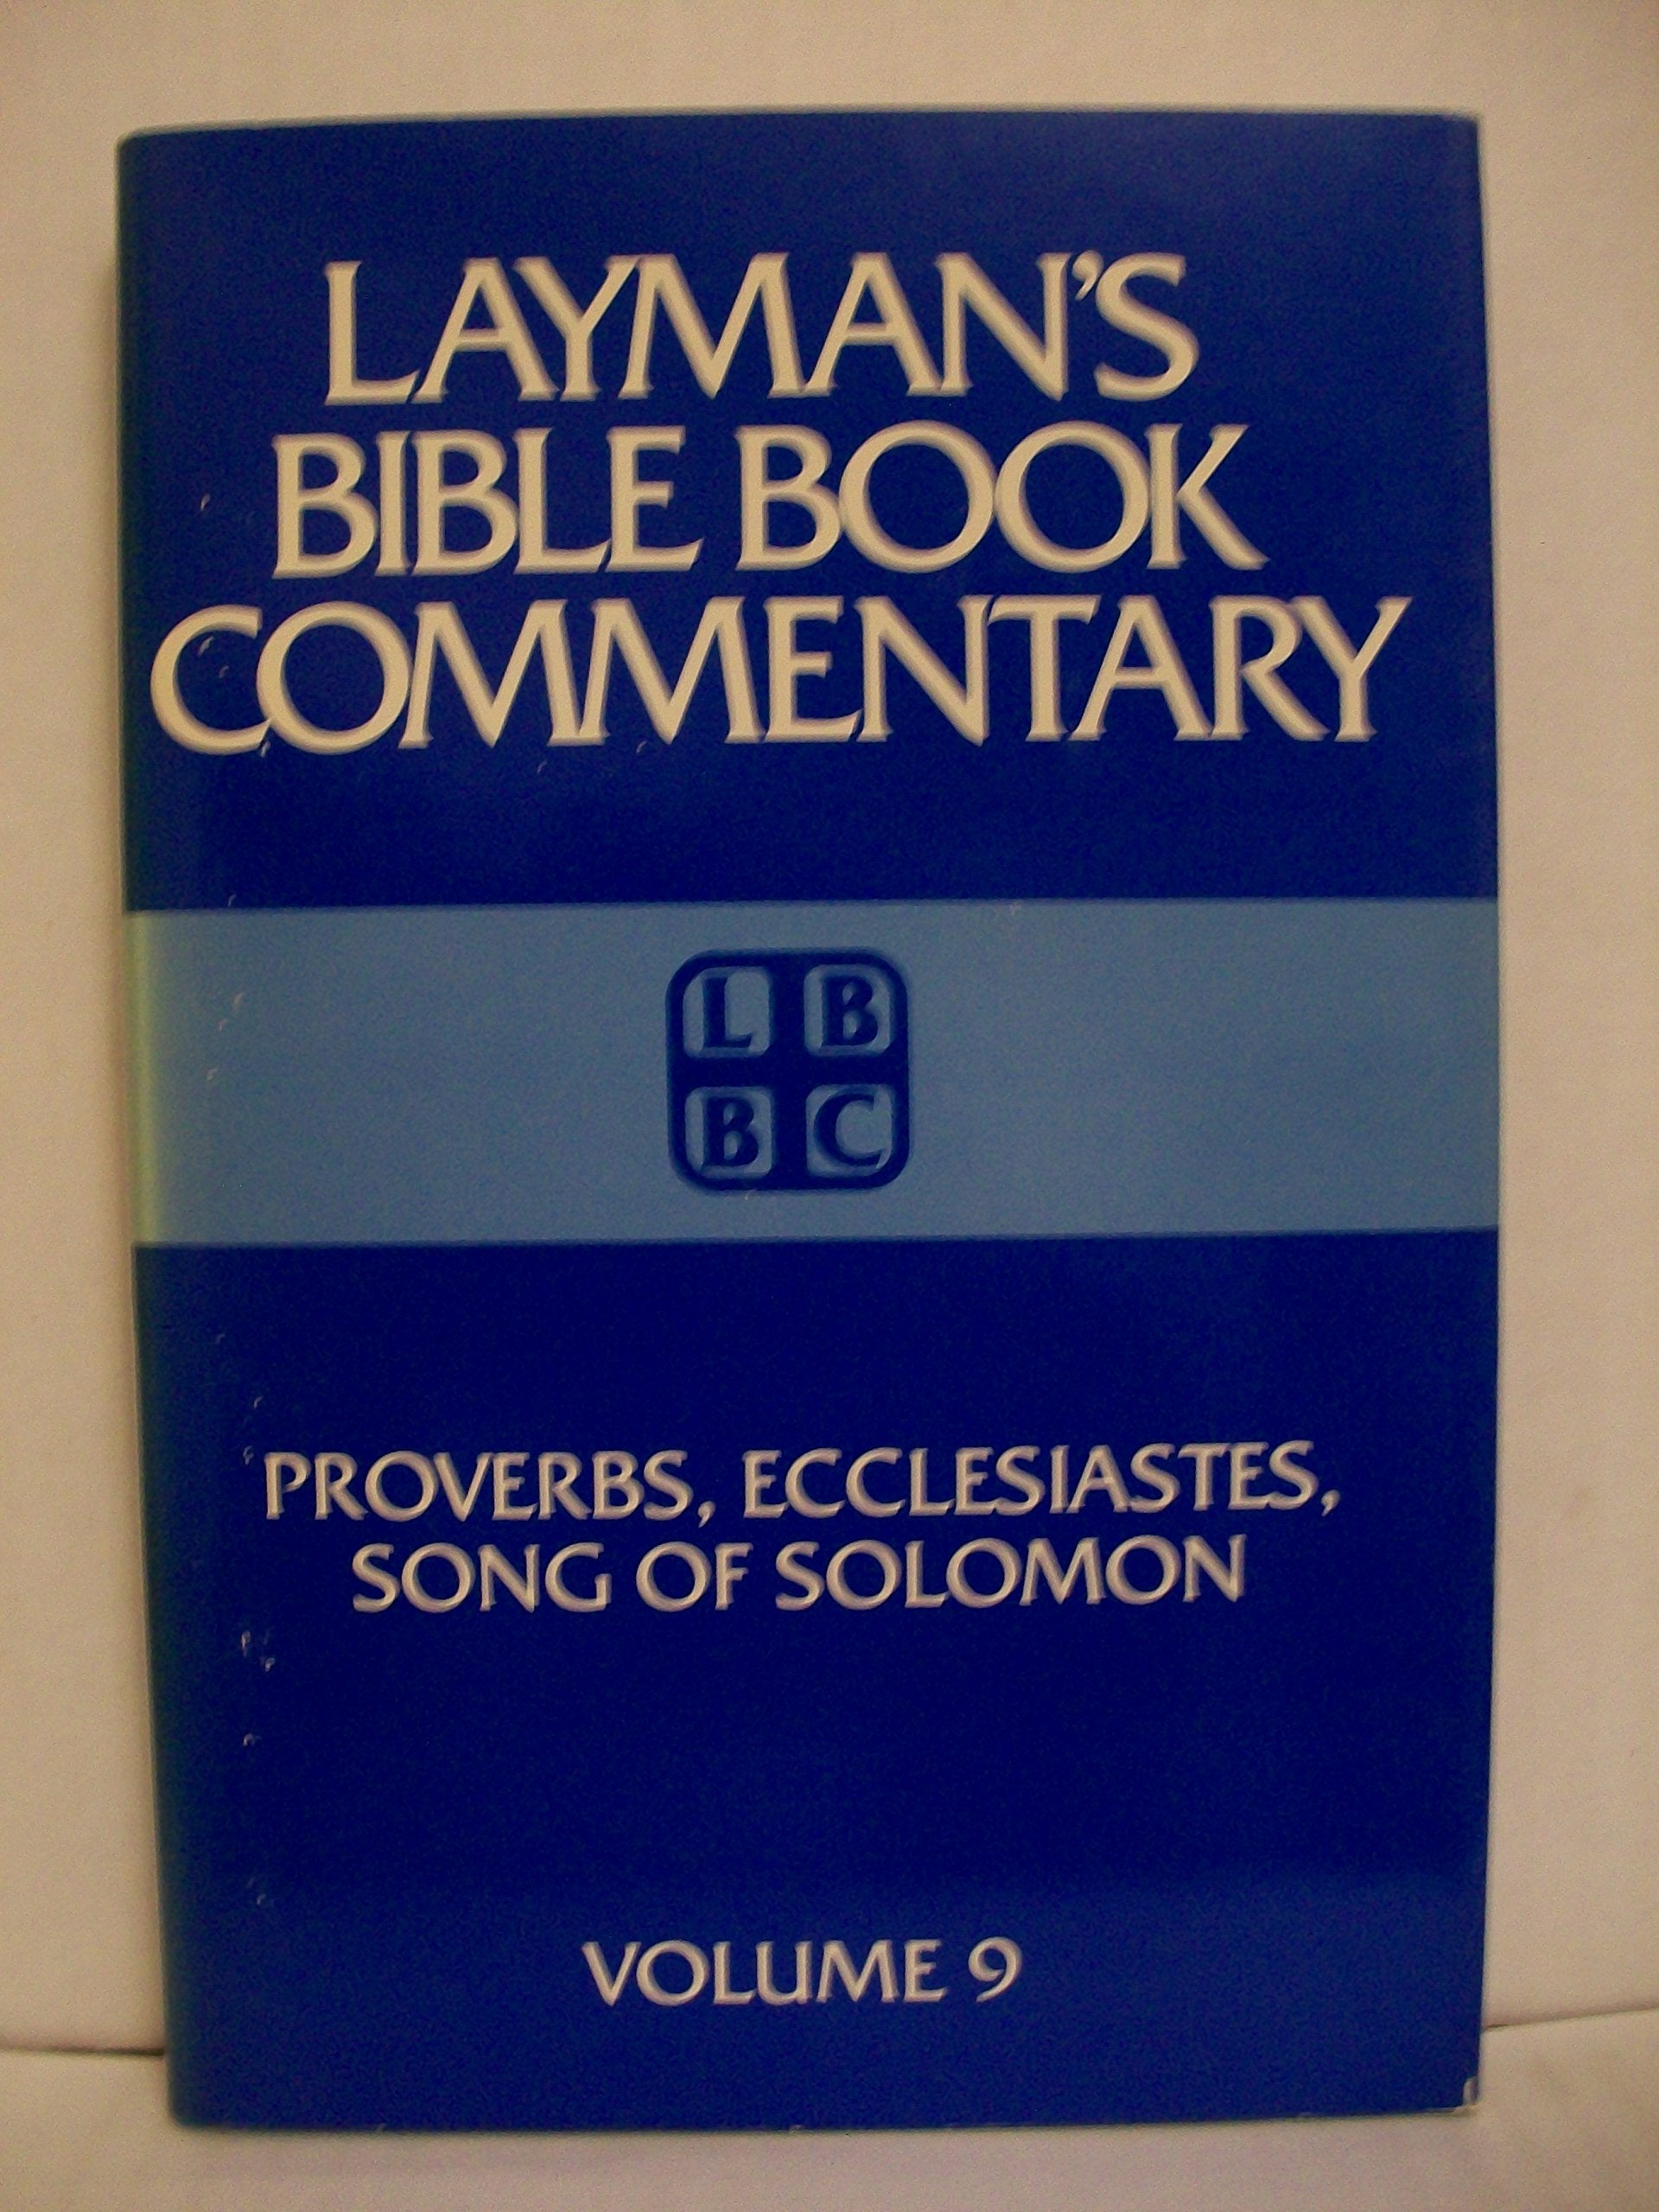 LAYMAN'S
BIBLE BOOK
COMMENTARY
L B
B C
PROVERBS, ECCLESIASTES,
SONG OF SOLOMON
VOLUME 9